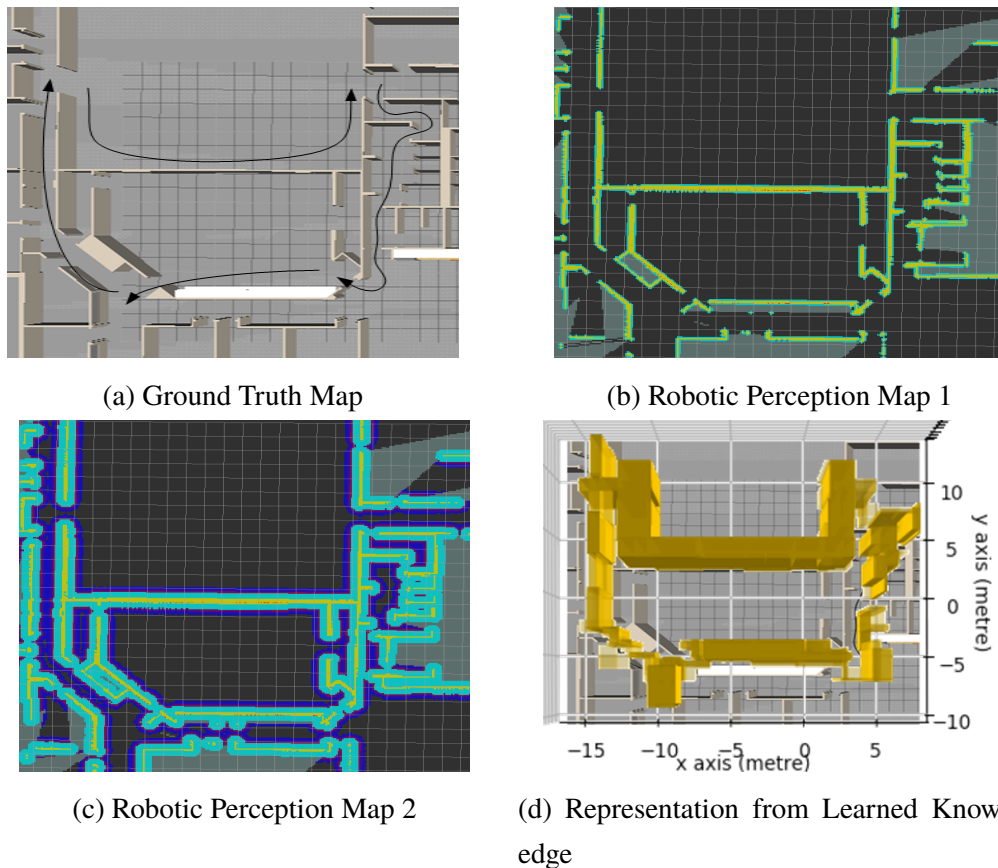 (a) Ground Truth Map
(b) Robotic Perception Map 1
10
5
0
−5
−10
y axis (metre)
−15
−10
−5
0
5
x axis (metre)
(c) Robotic Perception Map 2
(d) Representation from Learned Know
edge